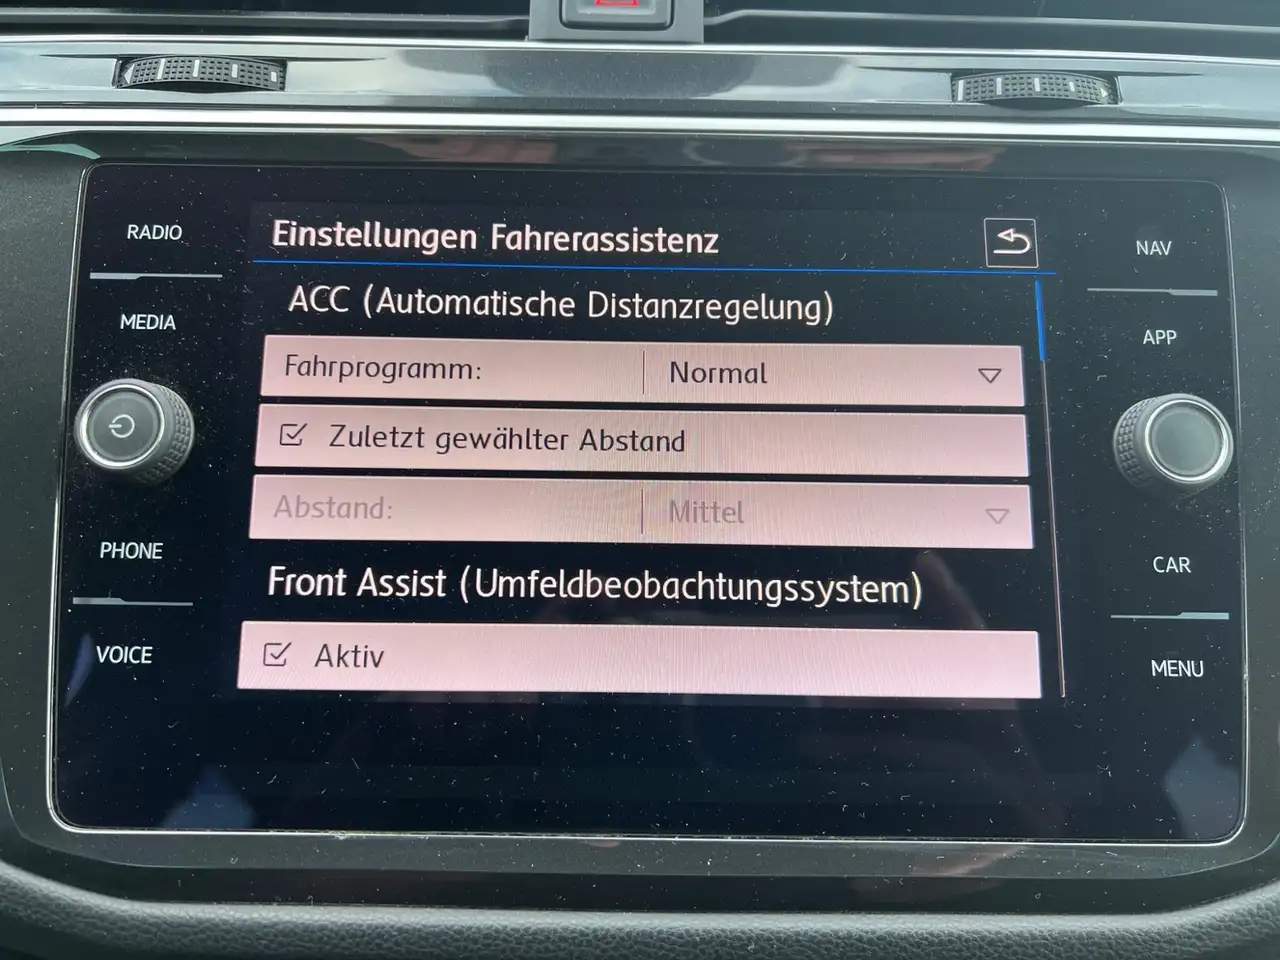 RADIO
MEDIA
PHONE
VOICE
Einstellungen Fahrerassistenz
ACC (Automatische Distanzregelung)
Fahrprogramm: Normal
Zuletzt gewählter Abstand
Abstand: Mittel
Front Assist (Umfeldbeobachtungssystem)
Aktiv
NAV
APP
CAR
MENU